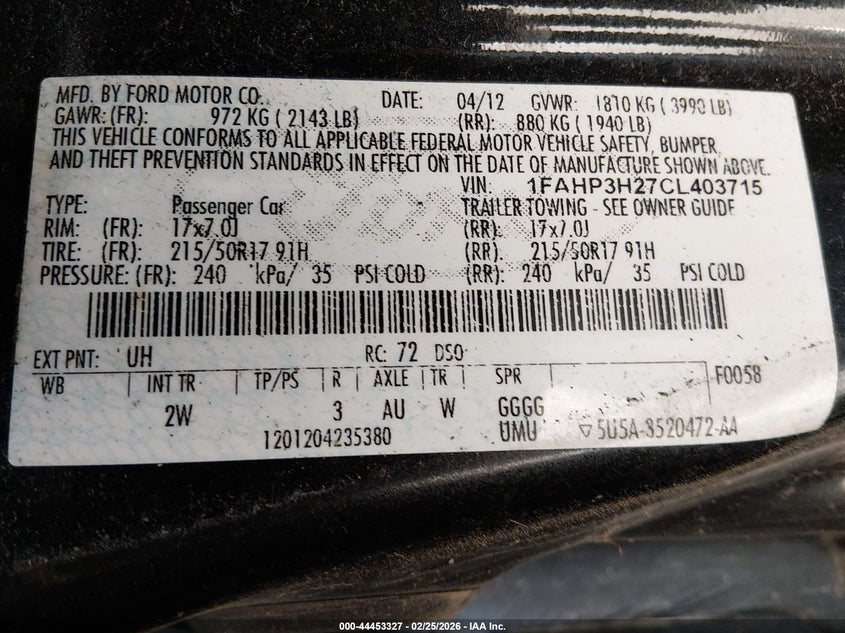 MFD. BY FORD MOTOR CO. DATE: 04/12 GVWR: 1810 KG ( 3990 LB)
GAWR: (FR): 972 KG ( 2143 LB) (RR): 880 KG ( 1940 LB)
THIS VEHICLE CONFORMS TO ALL APPLICABLE FEDERAL MOTOR VEHICLE SAFETY, BUMPER,
AND THEFT PREVENTION STANDARDS IN EFFECT ON THE DATE OF MANUFACTURE SHOWN ABOVE.
VIN: 1FAHP3H27CL403715
TYPE: Passenger Car TRAILER TOWING - SEE OWNER GUIDE
RIM: (FR): 17x7.0J (RR): 17x7.0J
TIRE: (FR): 215/50R17 91H (RR): 215/50R17 91H
PRESSURE: (FR): 240 kPa/ 35 PSI COLD (RR): 240 kPa/ 35 PSI COLD
EXT PNT: UH RC: 72 DSO
WB INT TR TP/PS R AXLE TR SPR F0058
2W 3 AU W GGGG
1201204235380 UMU 5U5A-3520472-AA
000-44453327 - 02/25/2026 - IAA Inc.